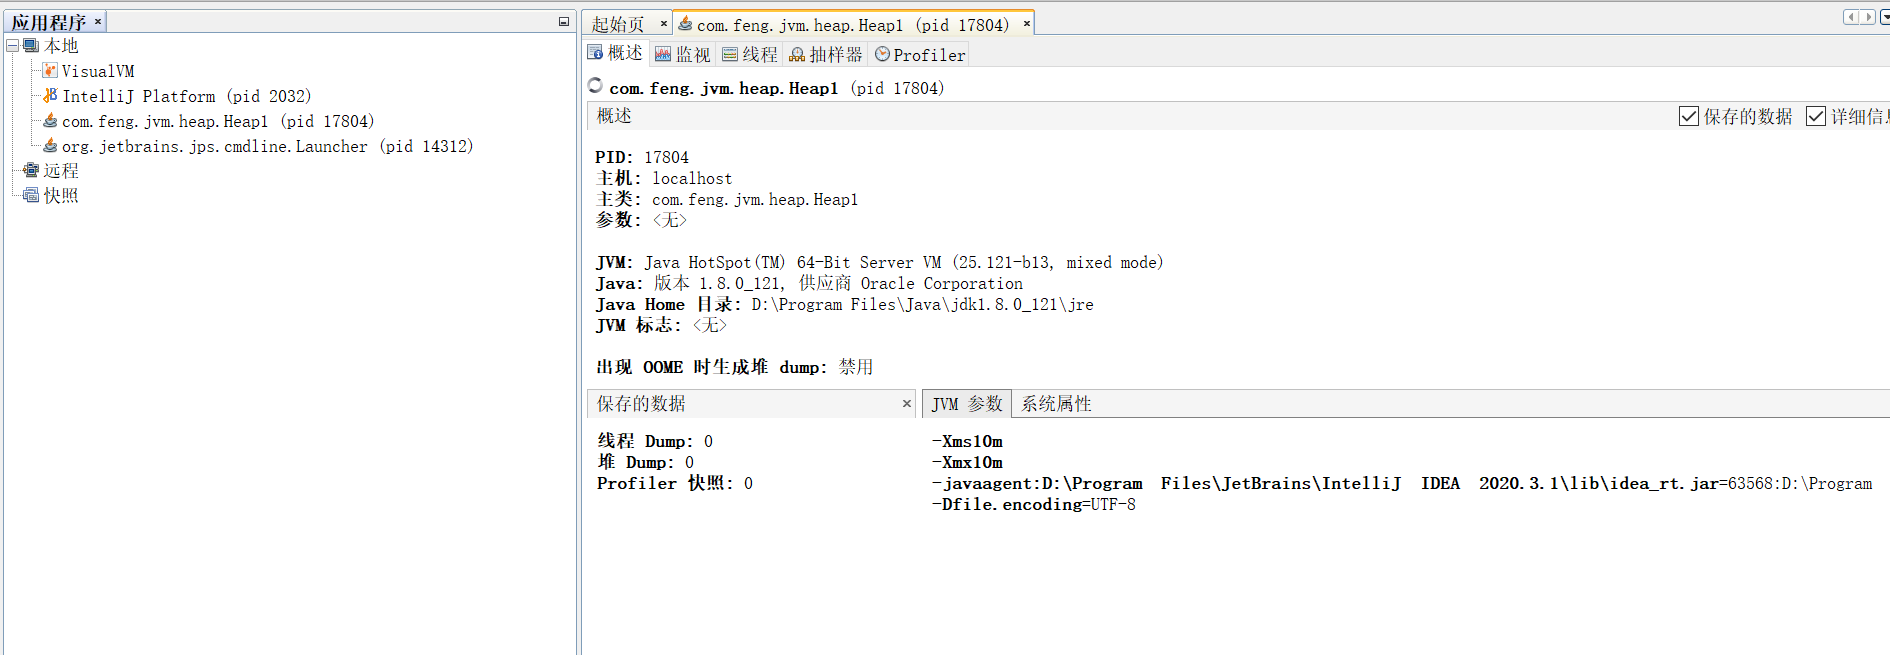 应用程序
本地
VisualVM
IntelliJ Platform (pid 2032)
com.feng.jvm.heap.Heap1 (pid 17804)
org.jetbrains.jps.cmdline.Launcher (pid 14312)
远程
快照
起始页 com.feng.jvm.heap.Heap1 (pid 17804)
概述 监视 线程 抽样器 Profiler
com.feng.jvm.heap.Heap1 (pid 17804)
概述 保存的数据 详细信息
PID: 17804
主机: localhost
主类: com.feng.jvm.heap.Heap1
参数: <无>
JVM: Java HotSpot(TM) 64-Bit Server VM (25.121-b13, mixed mode)
Java: 版本 1.8.0_121, 供应商 Oracle Corporation
Java Home 目录: D:\Program Files\Java\jdk1.8.0_121\jre
JVM 标志: <无>
出现 OOME 时生成堆 dump: 禁用
保存的数据
线程 Dump: 0
堆 Dump: 0
Profiler 快照: 0
JVM 参数 系统属性
-Xms10m
-Xmx10m
-javaagent:D:\Program Files\JetBrains\IntelliJ IDEA 2020.3.1\lib\idea_rt.jar=63568:D:\Program
-Dfile.encoding=UTF-8